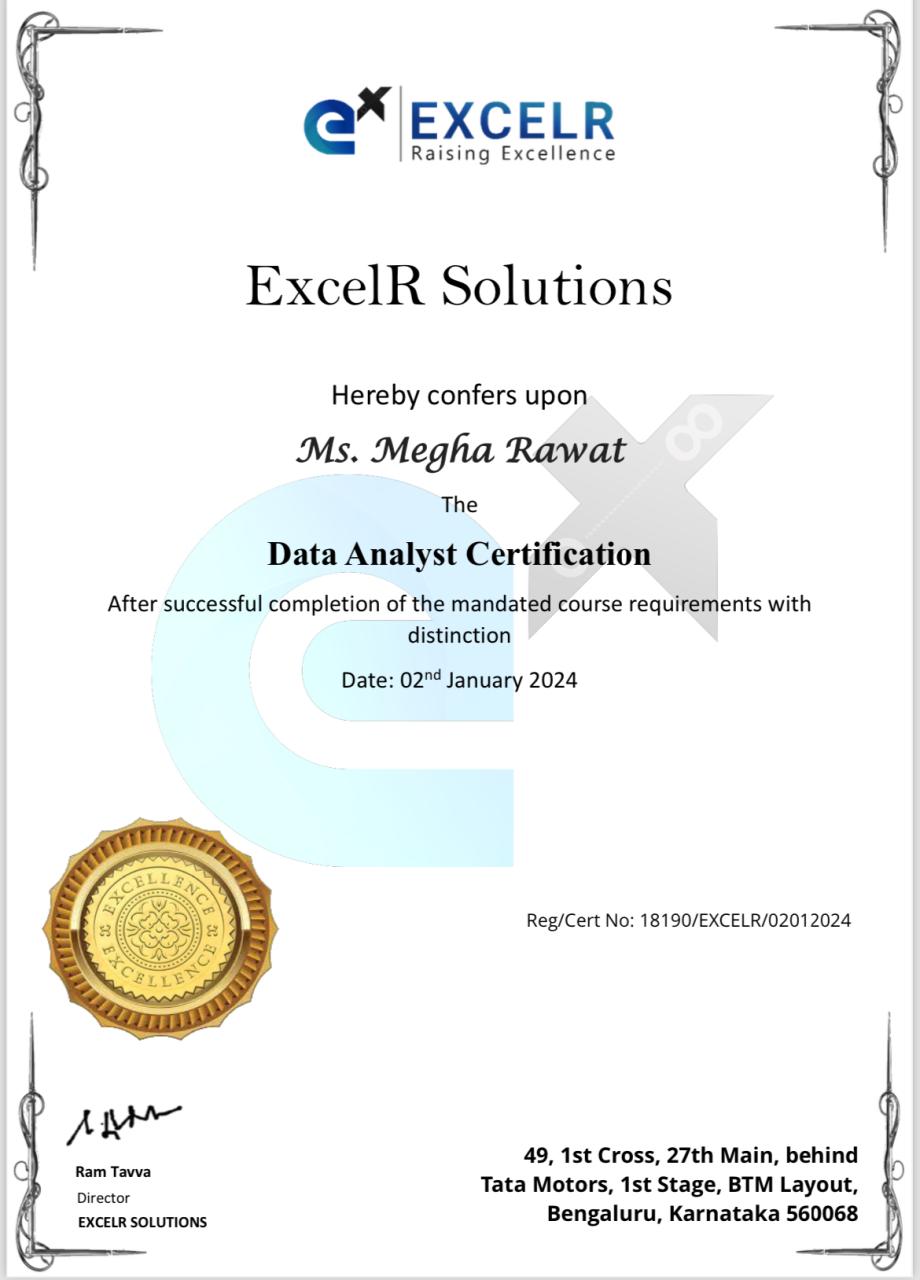 ex
EXCELR
Raising Excellence
ExcelR Solutions
Hereby confers upon
Ms. Megha Rawat
The
Data Analyst Certification
After successful completion of the mandated course requirements with
distinction
Date: 02nd January 2024
EXCELLENCE
EXCELLENCE
Reg/Cert No: 18190/EXCELR/02012024
Ram Tavva
Director
EXCELR SOLUTIONS
49, 1st Cross, 27th Main, behind
Tata Motors, 1st Stage, BTM Layout,
Bengaluru, Karnataka 560068